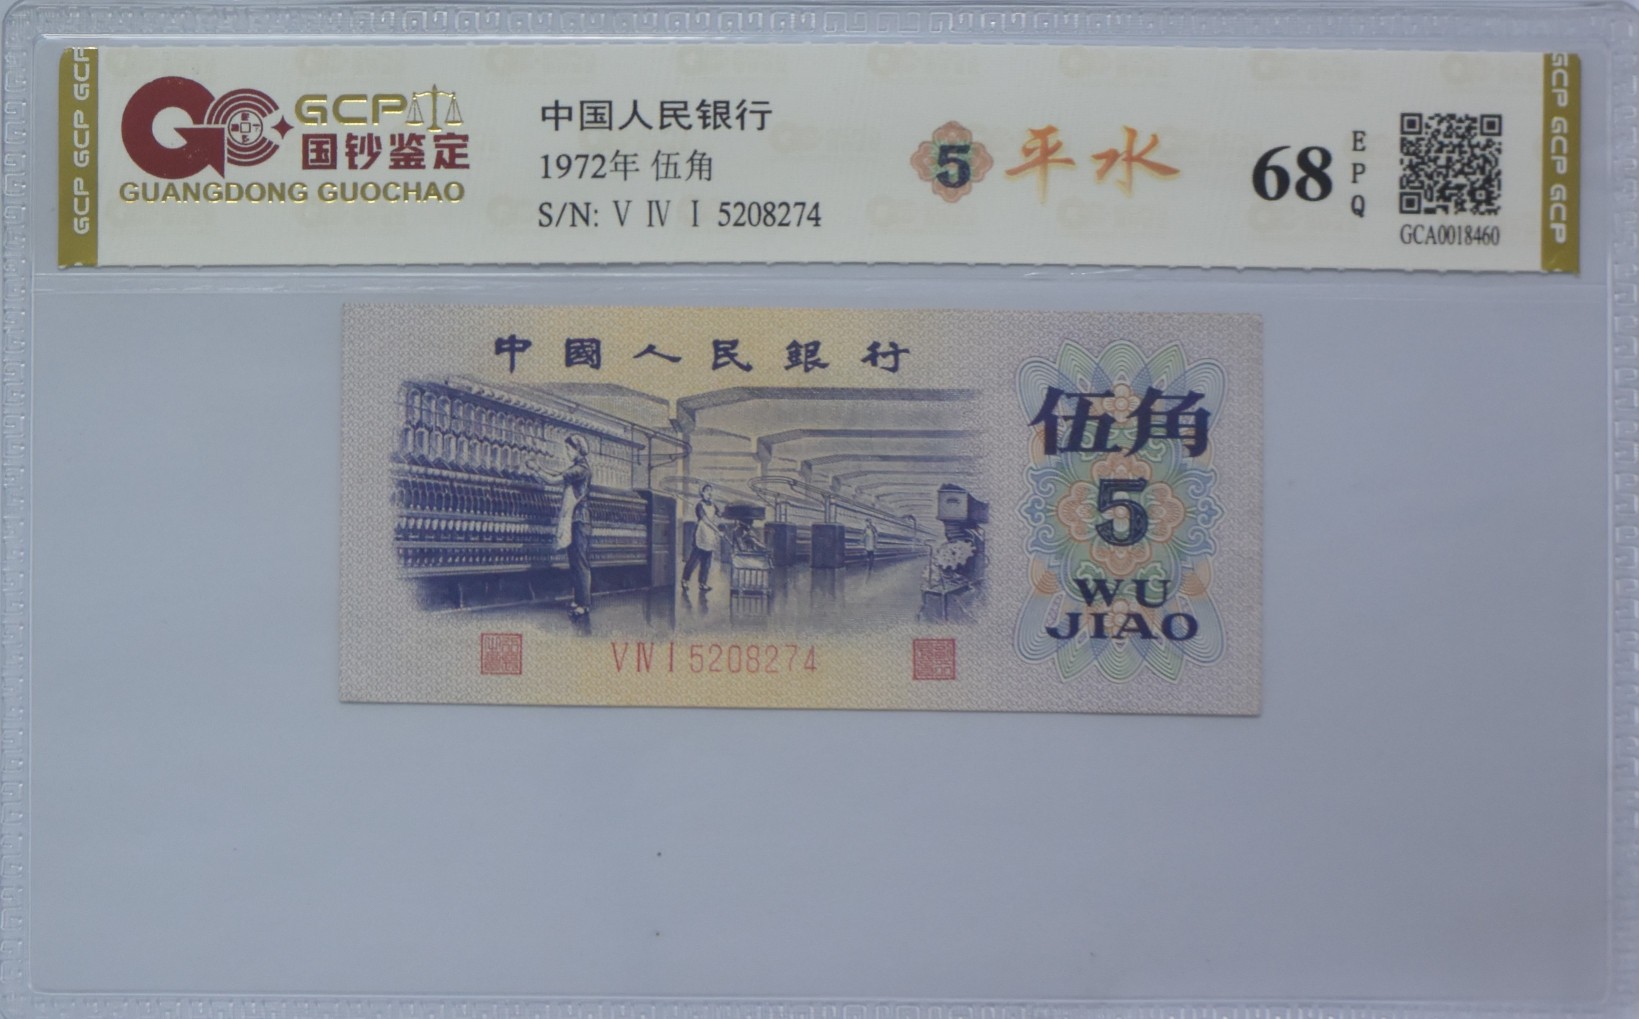 GCP GCP GCP
GCP
国钞鉴定
GUANGDONG GUOCHAO
中国人民银行
1972年 伍角
S/N: V IV I 5208274
5 平水
68
EPQ
GCA0018460
GCP GCP GCP
中國人民銀行
伍角
5
WU
JIAO
V IV I 5208274